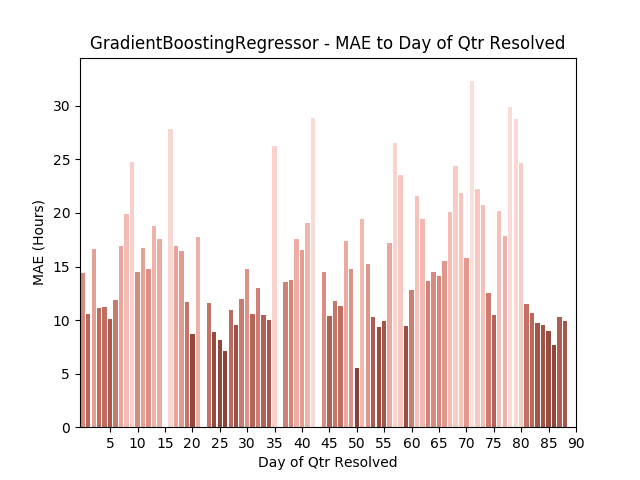 GradientBoostingRegressor - MAE to Day of Qtr Resolved
MAE (Hours)
30
25
20
15
10
5
0
5 10 15 20 25 30 35 40 45 50 55 60 65 70 75 80 85 90
Day of Qtr Resolved